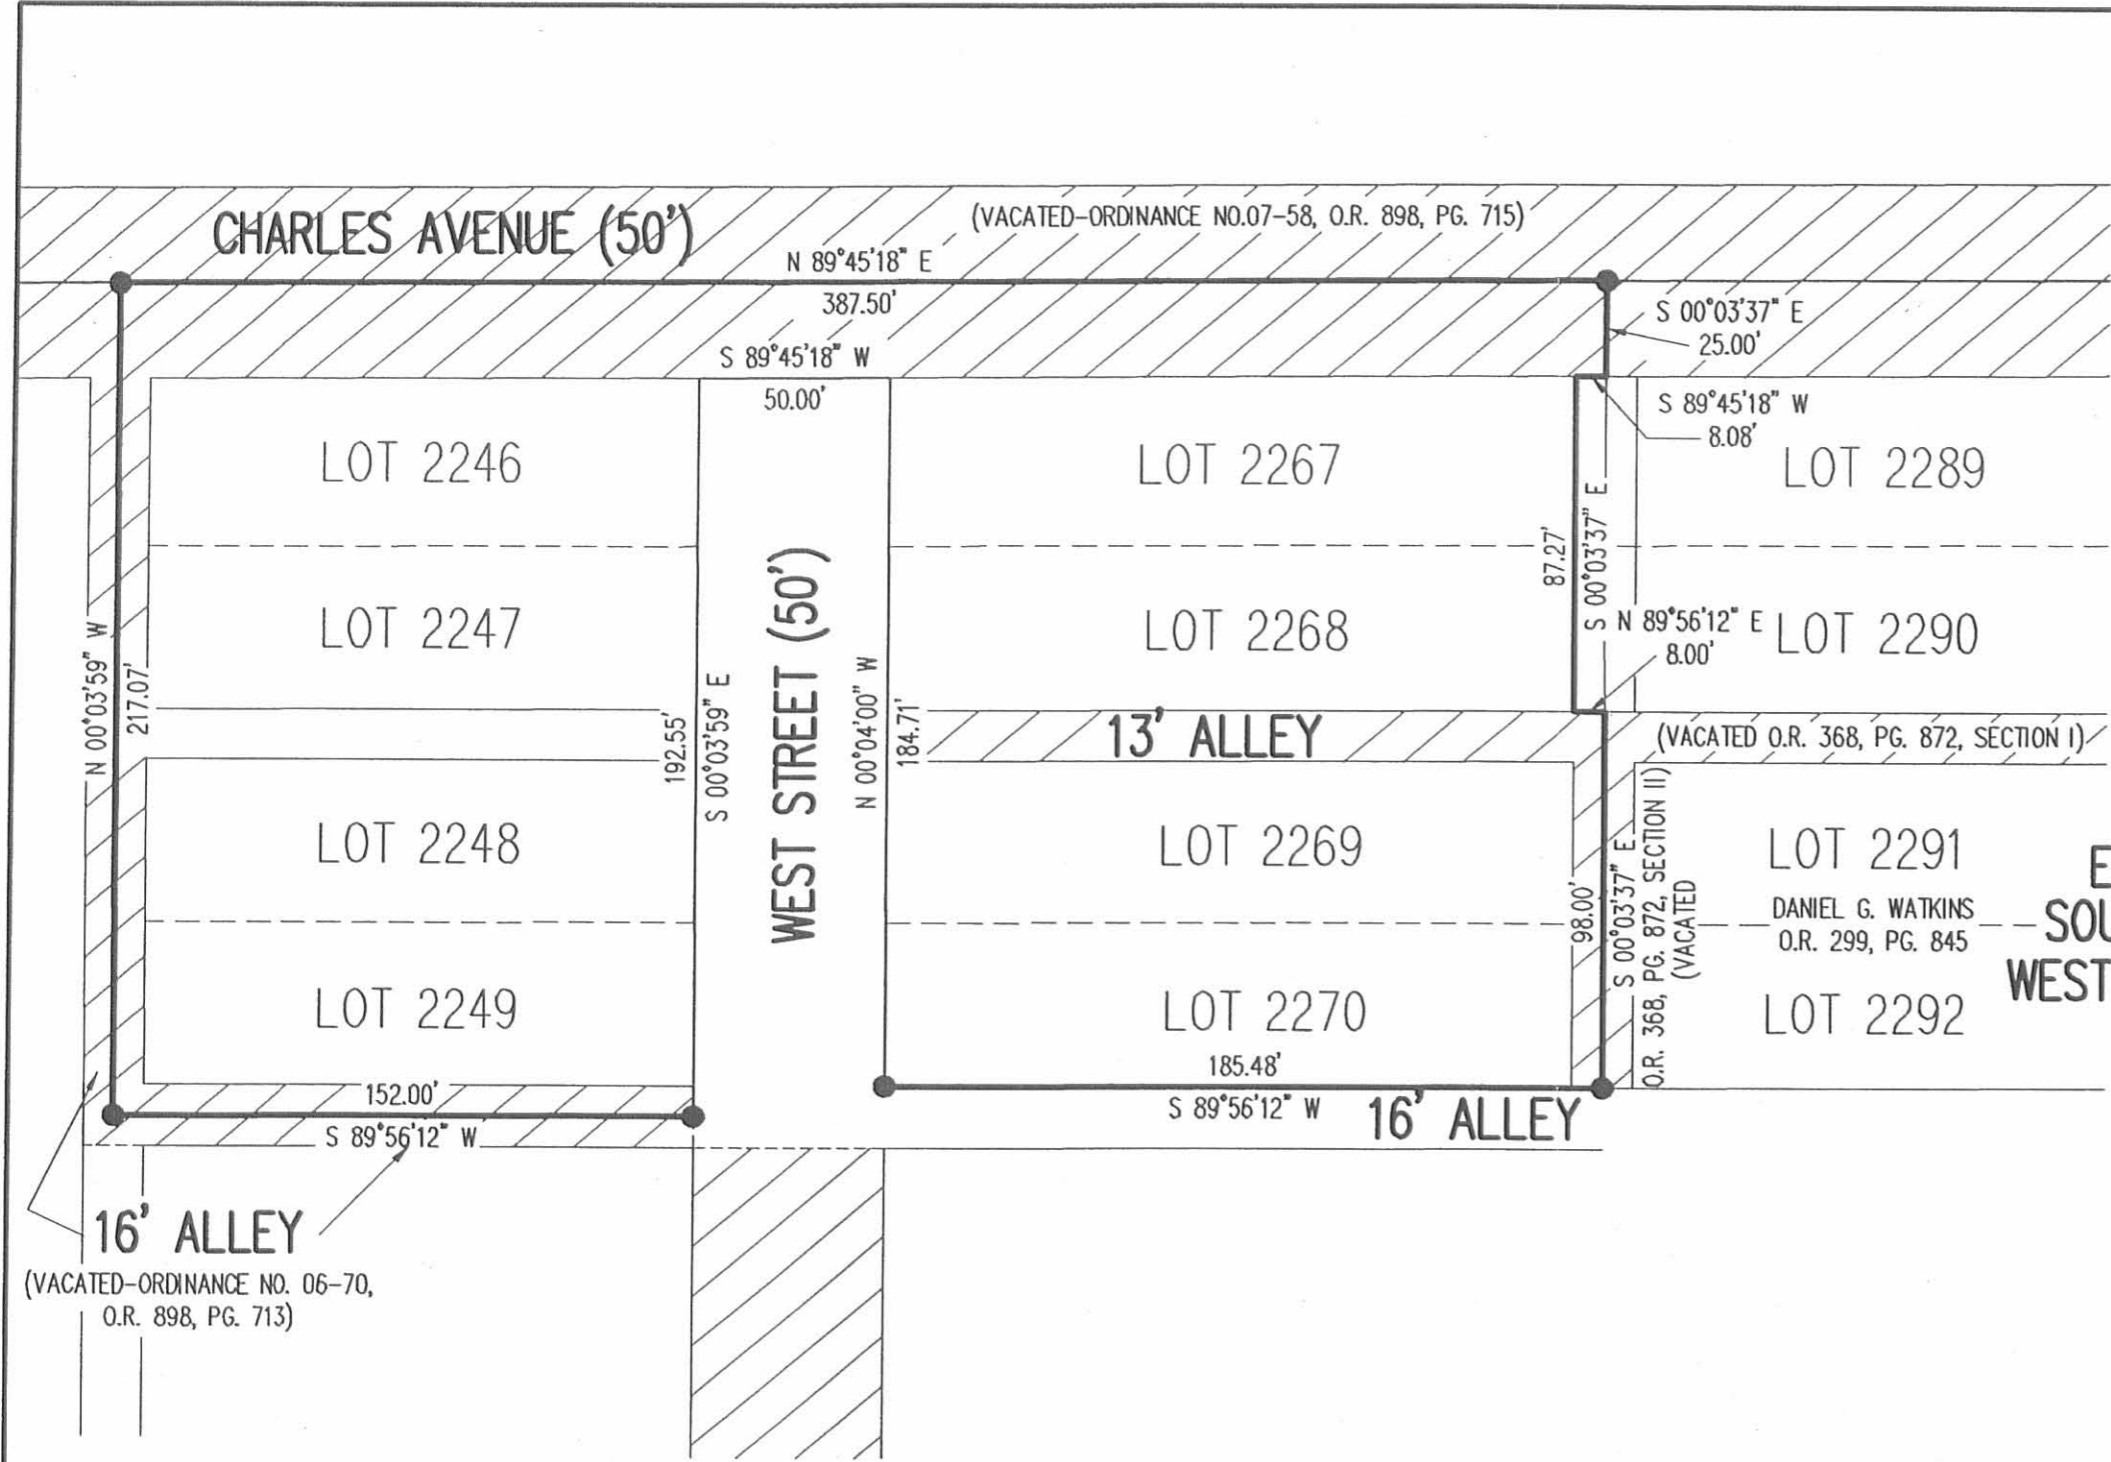 CHARLES AVENUE (50')
(VACATED-ORDINANCE NO.07-58, O.R. 898, PG. 715)
N 89°45'18" E
387.50'
S 00°03'37" E
25.00'
S 89°45'18" W
50.00'
S 89°45'18" W
8.08'
LOT 2246
LOT 2267
LOT 2289
LOT 2247
LOT 2268
LOT 2290
87.27'
S 00°03'37" E
N 89°56'12" E
8.00'
N 00°03'59" W
217.07'
192.55'
S 00°03'59" E
WEST STREET (50')
N 00°04'00" W
184.71'
13' ALLEY
(VACATED O.R. 368, PG. 872, SECTION I)
LOT 2248
LOT 2269
LOT 2291
98.00'
S 00°03'37" E
O.R. 368, PG. 872, SECTION II)
(VACATED
DANIEL G. WATKINS
O.R. 299, PG. 845
E
SOU
WEST
LOT 2249
LOT 2270
LOT 2292
152.00'
S 89°56'12" W
185.48'
S 89°56'12" W
16' ALLEY
16' ALLEY
(VACATED-ORDINANCE NO. 06-70,
O.R. 898, PG. 713)